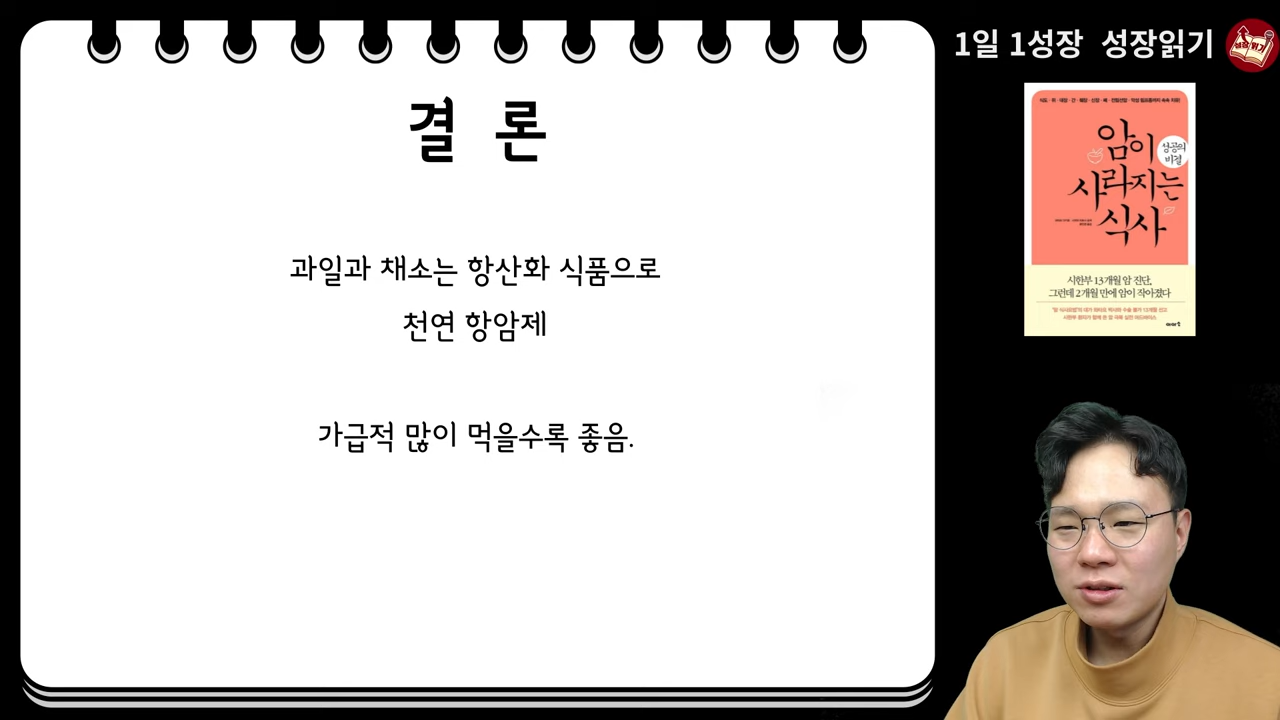 1일 1성장 성장읽기
성장 읽기
결 론
과일과 채소는 항산화 식품으로
천연 항암제
가급적 많이 먹을수록 좋음.
암이
사라지는
식사
성공의
비결
시한부 13개월 암 진단,
그런데 2개월 만에 암이 작아졌다